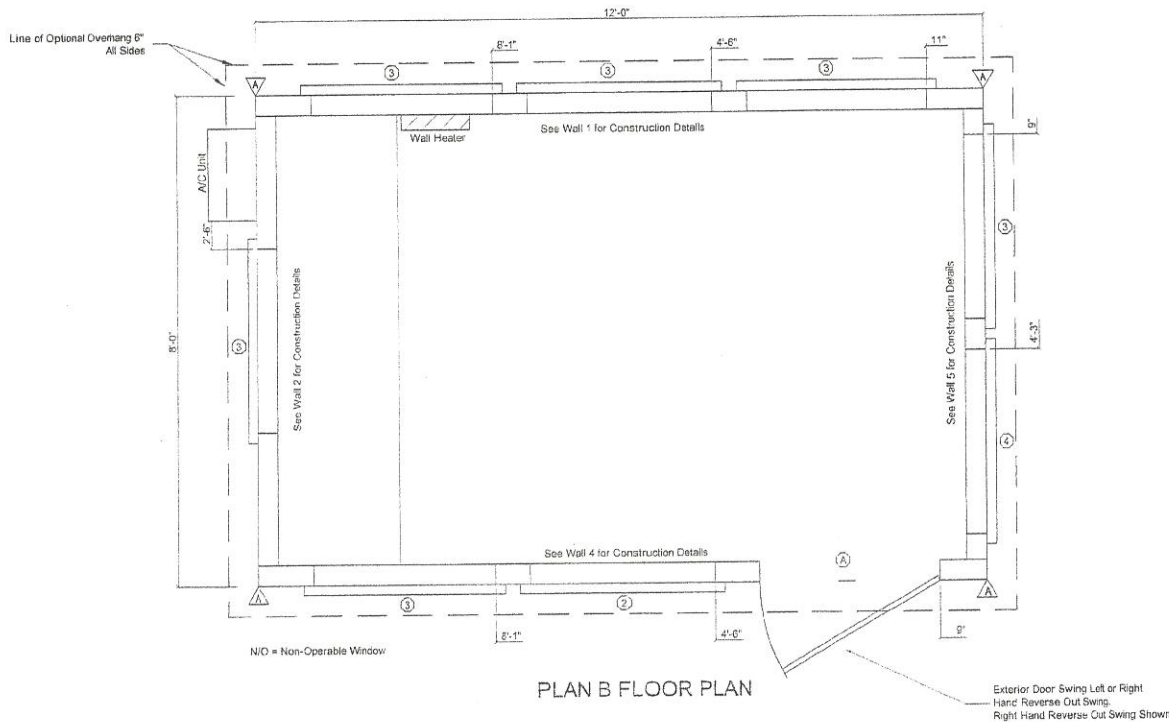 12'-0"
Line of Optional Overhang 6"
All Sides
8'-1"
4'-6"
11"
A
3
3
3
A
See Wall 1 for Construction Details
Wall Heater
9"
A/C Unit
2'-6"
3
8'-0"
3
See Wall 2 for Construction Details
See Wall 5 for Construction Details
4'-3"
4
See Wall 4 for Construction Details
A
A
3
2
A
8'-1"
4'-6"
9"
N/O = Non-Operable Window
PLAN B FLOOR PLAN
Exterior Door Swing Left or Right
Hand Reverse Out Swing.
Right Hand Reverse Out Swing Shown